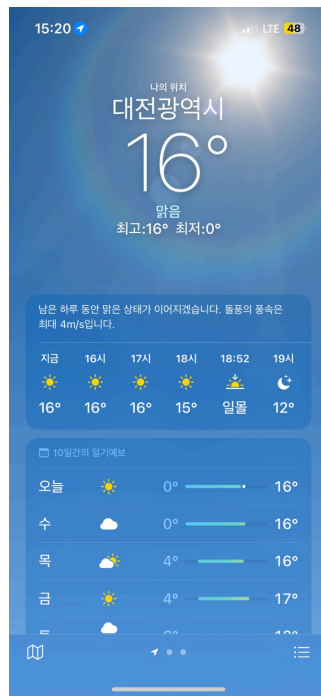 15:20 LTE 48
나의 위치
대전광역시
16°
맑음
최고:16° 최저:0°
남은 하루 동안 맑은 상태가 이어지겠습니다. 돌풍의 풍속은
최대 4m/s입니다.
지금 16시 17시 18시 18:52 19시
16° 16° 16° 15° 일몰 12°
10일간의 일기예보
오늘 0° 16°
수 0° 16°
목 4° 16°
금 4° 17°